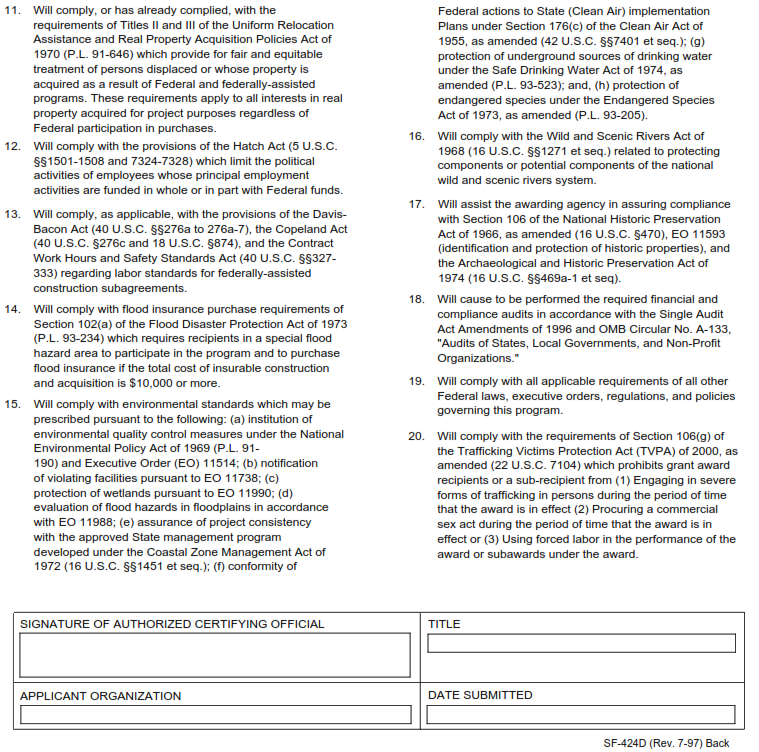 11. Will comply, or has already complied, with the
requirements of Titles II and III of the Uniform Relocation
Assistance and Real Property Acquisition Policies Act of
1970 (P.L. 91-646) which provide for fair and equitable
treatment of persons displaced or whose property is
acquired as a result of Federal and federally-assisted
programs. These requirements apply to all interests in real
property acquired for project purposes regardless of
Federal participation in purchases.
12. Will comply with the provisions of the Hatch Act (5 U.S.C.
§§1501-1508 and 7324-7328) which limit the political
activities of employees whose principal employment
activities are funded in whole or in part with Federal funds.
13. Will comply, as applicable, with the provisions of the Davis-
Bacon Act (40 U.S.C. §§276a to 276a-7), the Copeland Act
(40 U.S.C. §276c and 18 U.S.C. §874), and the Contract
Work Hours and Safety Standards Act (40 U.S.C. §§327-
333) regarding labor standards for federally-assisted
construction subagreements.
14. Will comply with flood insurance purchase requirements of
Section 102(a) of the Flood Disaster Protection Act of 1973
(P.L. 93-234) which requires recipients in a special flood
hazard area to participate in the program and to purchase
flood insurance if the total cost of insurable construction
and acquisition is $10,000 or more.
15. Will comply with environmental standards which may be
prescribed pursuant to the following: (a) institution of
environmental quality control measures under the National
Environmental Policy Act of 1969 (P.L. 91-
190) and Executive Order (EO) 11514; (b) notification
of violating facilities pursuant to EO 11738; (c)
protection of wetlands pursuant to EO 11990; (d)
evaluation of flood hazards in floodplains in accordance
with EO 11988; (e) assurance of project consistency
with the approved State management program
developed under the Coastal Zone Management Act of
1972 (16 U.S.C. §§1451 et seq.); (f) conformity of
Federal actions to State (Clean Air) implementation
Plans under Section 176(c) of the Clean Air Act of
1955, as amended (42 U.S.C. §§7401 et seq.); (g)
protection of underground sources of drinking water
under the Safe Drinking Water Act of 1974, as
amended (P.L. 93-523); and, (h) protection of
endangered species under the Endangered Species
Act of 1973, as amended (P.L. 93-205).
16. Will comply with the Wild and Scenic Rivers Act of
1968 (16 U.S.C. §§1271 et seq.) related to protecting
components or potential components of the national
wild and scenic rivers system.
17. Will assist the awarding agency in assuring compliance
with Section 106 of the National Historic Preservation
Act of 1966, as amended (16 U.S.C. §470), EO 11593
(identification and protection of historic properties), and
the Archaeological and Historic Preservation Act of
1974 (16 U.S.C. §§469a-1 et seq).
18. Will cause to be performed the required financial and
compliance audits in accordance with the Single Audit
Act Amendments of 1996 and OMB Circular No. A-133,
"Audits of States, Local Governments, and Non-Profit
Organizations."
19. Will comply with all applicable requirements of all other
Federal laws, executive orders, regulations, and policies
governing this program.
20. Will comply with the requirements of Section 106(g) of
the Trafficking Victims Protection Act (TVPA) of 2000, as
amended (22 U.S.C. 7104) which prohibits grant award
recipients or a sub-recipient from (1) Engaging in severe
forms of trafficking in persons during the period of time
that the award is in effect (2) Procuring a commercial
sex act during the period of time that the award is in
effect or (3) Using forced labor in the performance of the
award or subawards under the award.
SIGNATURE OF AUTHORIZED CERTIFYING OFFICIAL
TITLE
APPLICANT ORGANIZATION
DATE SUBMITTED
SF-424D (Rev. 7-97) Back